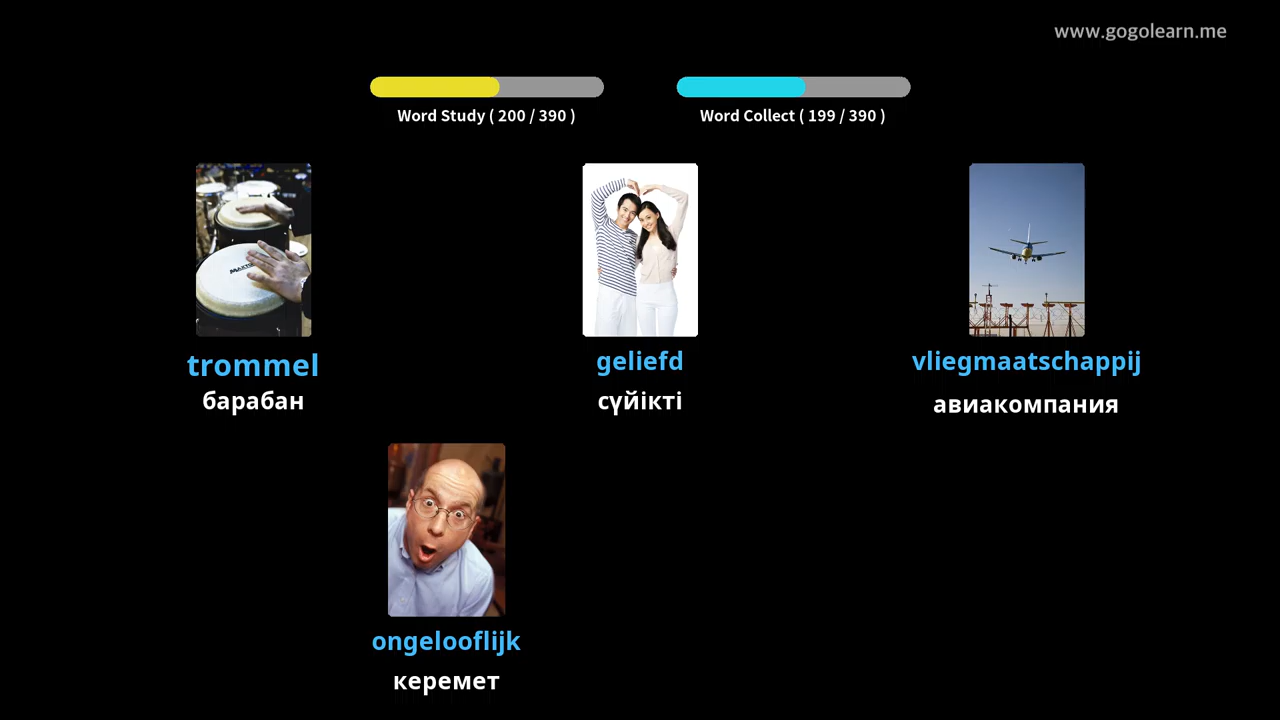 www.gogolearn.me
Word Study ( 200 / 390 )
Word Collect ( 199 / 390 )
trommel
барабан
geliefd
сүйікті
vliegmaatschappij
авиакомпания
ongelooflijk
керемет